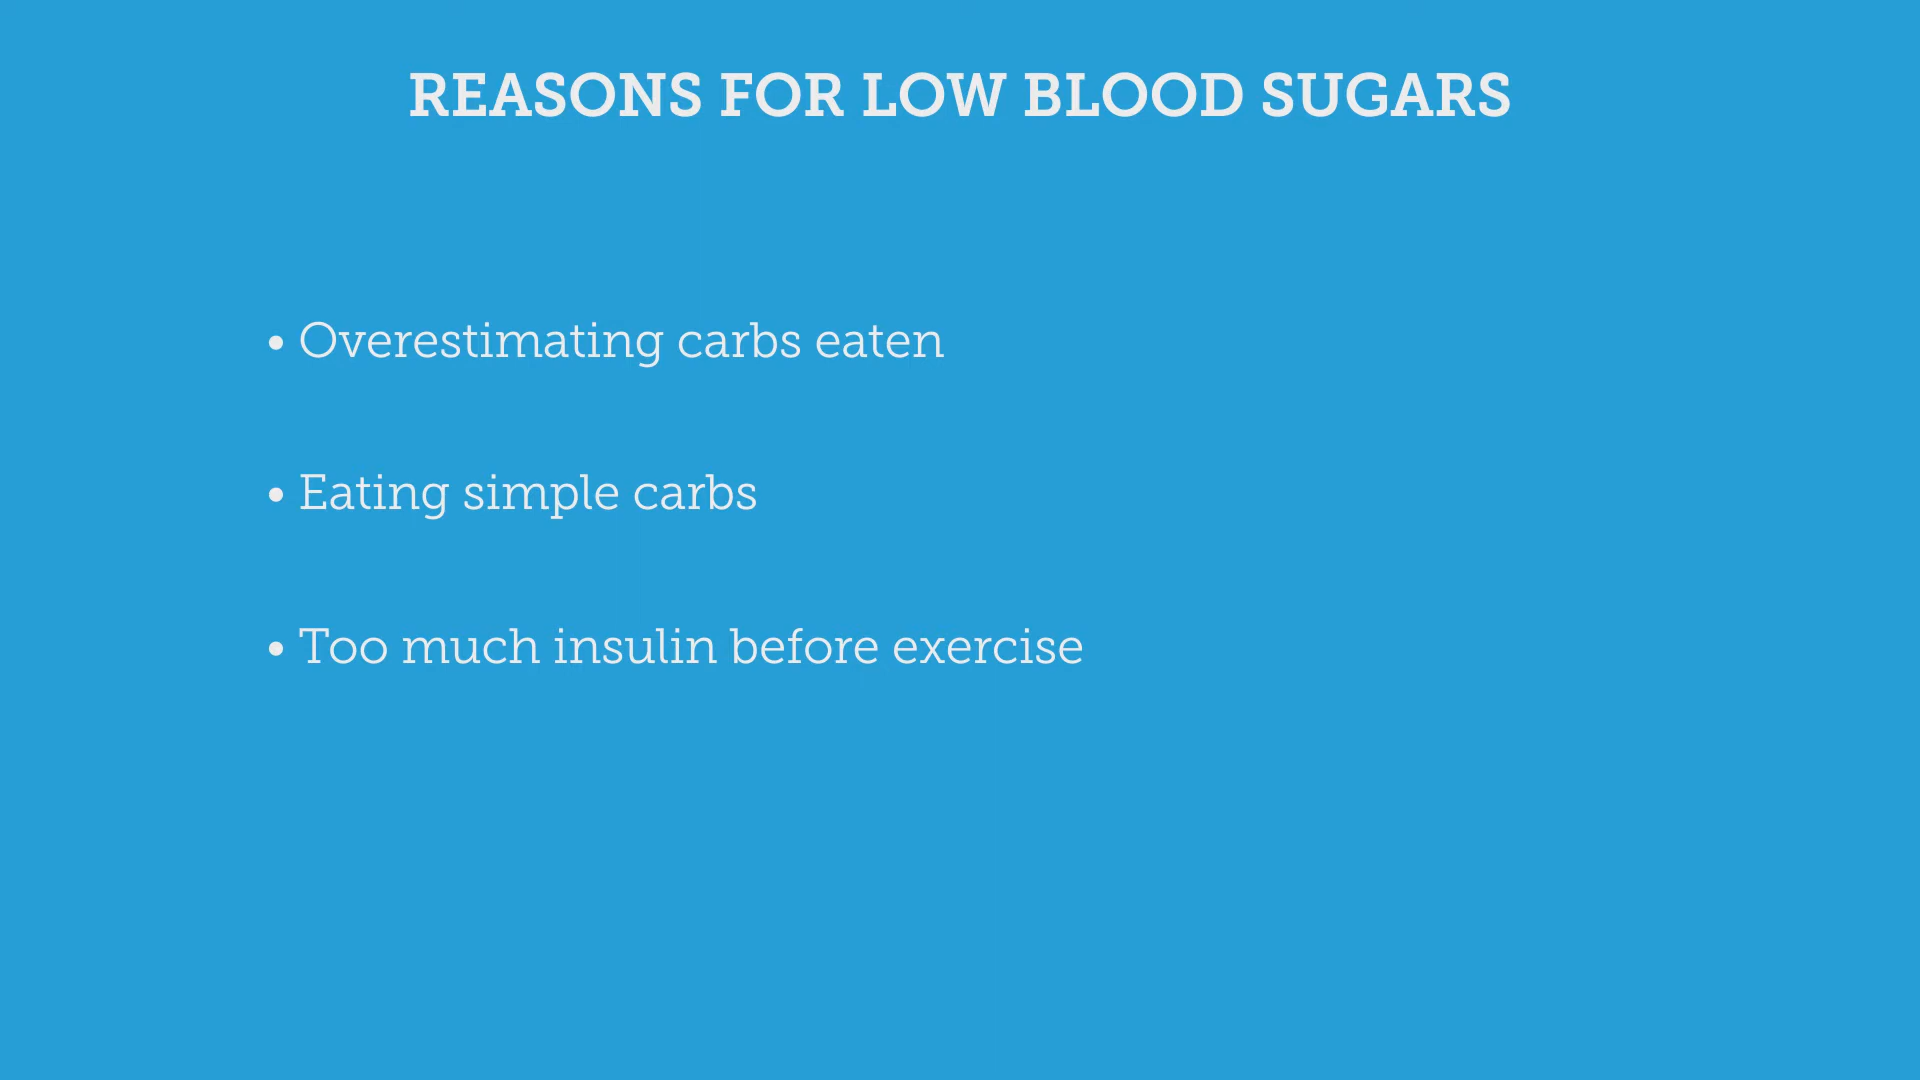 REASONS FOR LOW BLOOD SUGARS
• Overestimating carbs eaten
• Eating simple carbs
• Too much insulin before exercise